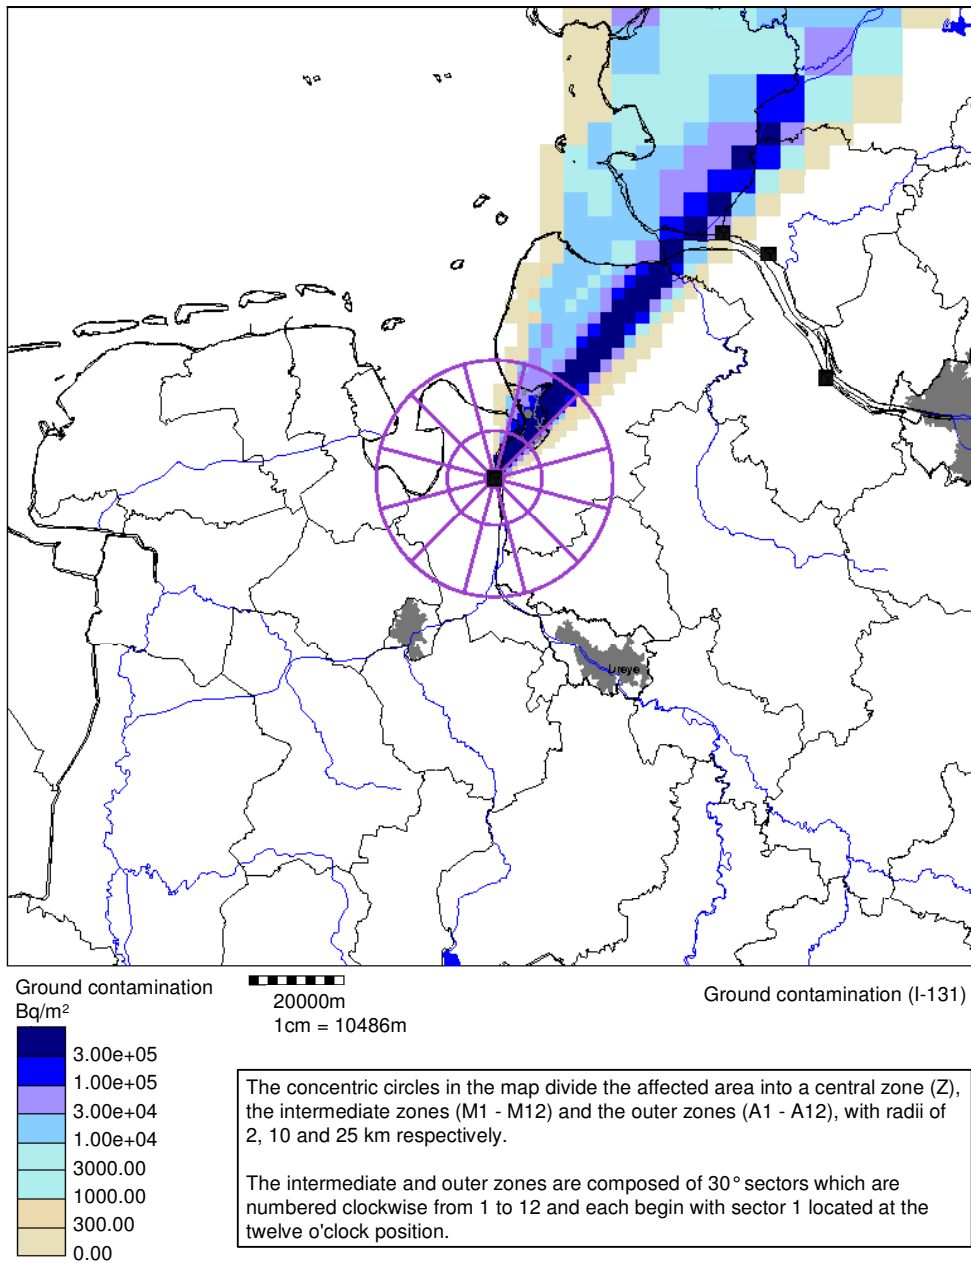 Ureye
Ground contamination
Bq/m²
20000m
1cm = 10486m
Ground contamination (I-131)
3.00e+05
1.00e+05
3.00e+04
1.00e+04
3000.00
1000.00
300.00
0.00
The concentric circles in the map divide the affected area into a central zone (Z),
the intermediate zones (M1 - M12) and the outer zones (A1 - A12), with radii of
2, 10 and 25 km respectively.
The intermediate and outer zones are composed of 30° sectors which are
numbered clockwise from 1 to 12 and each begin with sector 1 located at the
twelve o'clock position.